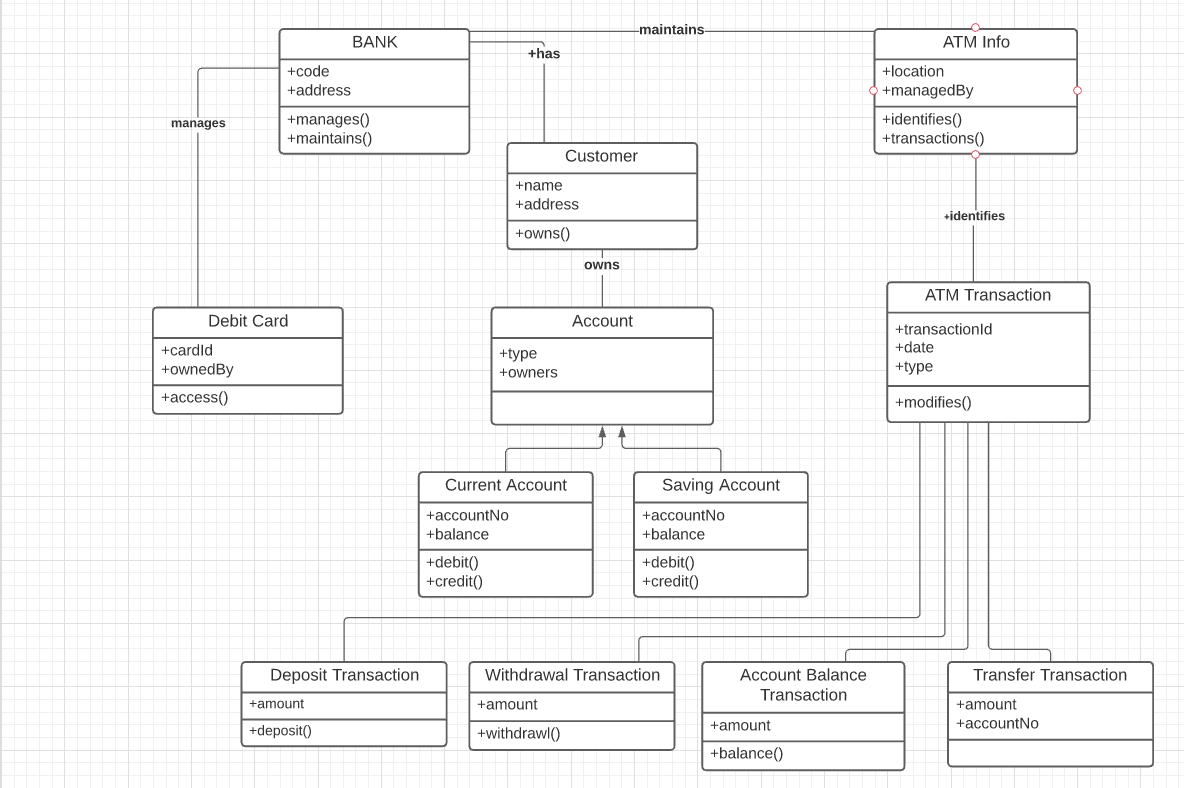 maintains
BANK
+code
+address
+manages()
+maintains()
+has
ATM Info
+location
+managedBy
+identifies()
+transactions()
manages
Customer
+name
+address
+owns()
+identifies
owns
Debit Card
+cardId
+ownedBy
+access()
Account
+type
+owners
ATM Transaction
+transactionId
+date
+type
+modifies()
Current Account
+accountNo
+balance
+debit()
+credit()
Saving Account
+accountNo
+balance
+debit()
+credit()
Deposit Transaction
+amount
+deposit()
Withdrawal Transaction
+amount
+withdrawl()
Account Balance
Transaction
+amount
+balance()
Transfer Transaction
+amount
+accountNo